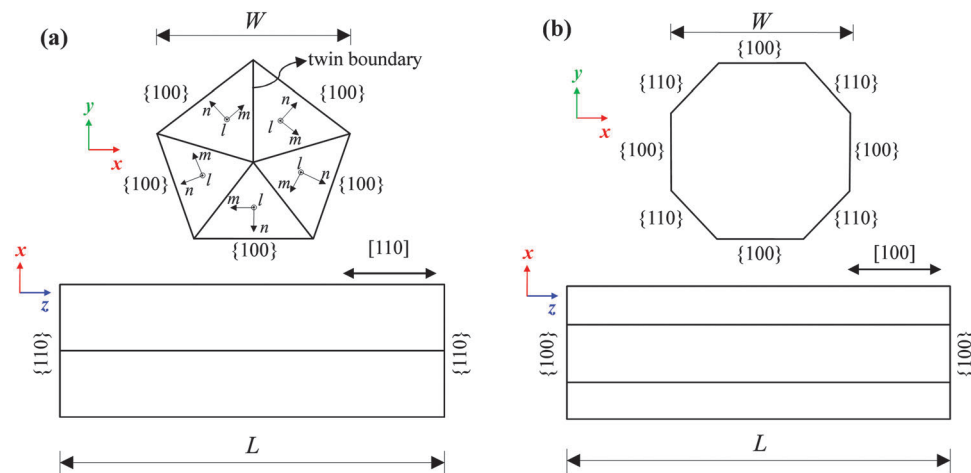 (a)
W
twin boundary
{100}
{100}
n
m
l
n
l
m
y
x
m
n
l
l
m
n
{100}
{100}
m
l
n
{100}
x
z
[110]
{110}
{110}
L
(b)
W
{100}
{110}
{110}
y
x
{100}
{100}
{110}
{110}
{100}
x
z
[100]
{100}
{100}
L